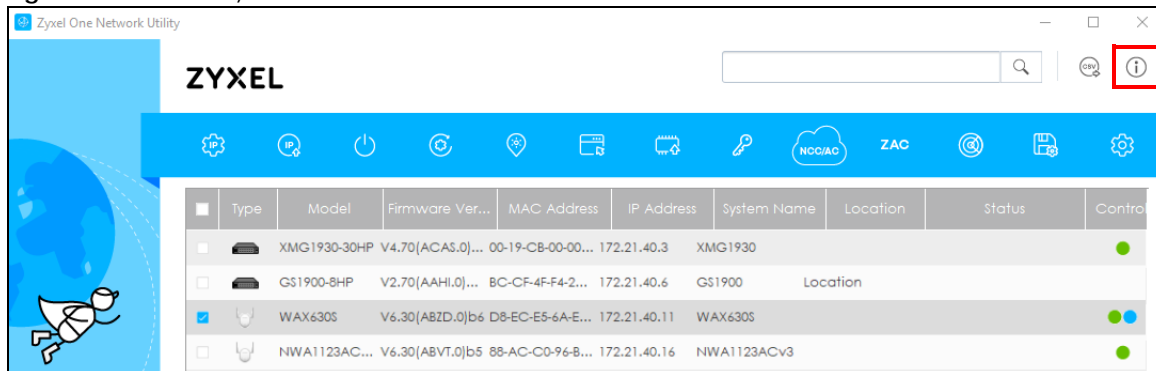 Zyxel One Network Utility
ZYXEL
CSV
IP IP NCC/AC ZAC
Type Model Firmware Ver... MAC Address IP Address System Name Location Status Control
XMG1930-30HP V4.70(ACAS.0)... 00-19-CB-00-00... 172.21.40.3 XMG1930
GS1900-8HP V2.70(AAHI.0)... BC-CF-4F-F4-2... 172.21.40.6 GS1900 Location
WAX630S V6.30(ABZD.0)b6 D8-EC-E5-6A-E... 172.21.40.11 WAX630S
NWA1123AC... V6.30(ABVT.0)b5 88-AC-C0-96-B... 172.21.40.16 NWA1123ACv3